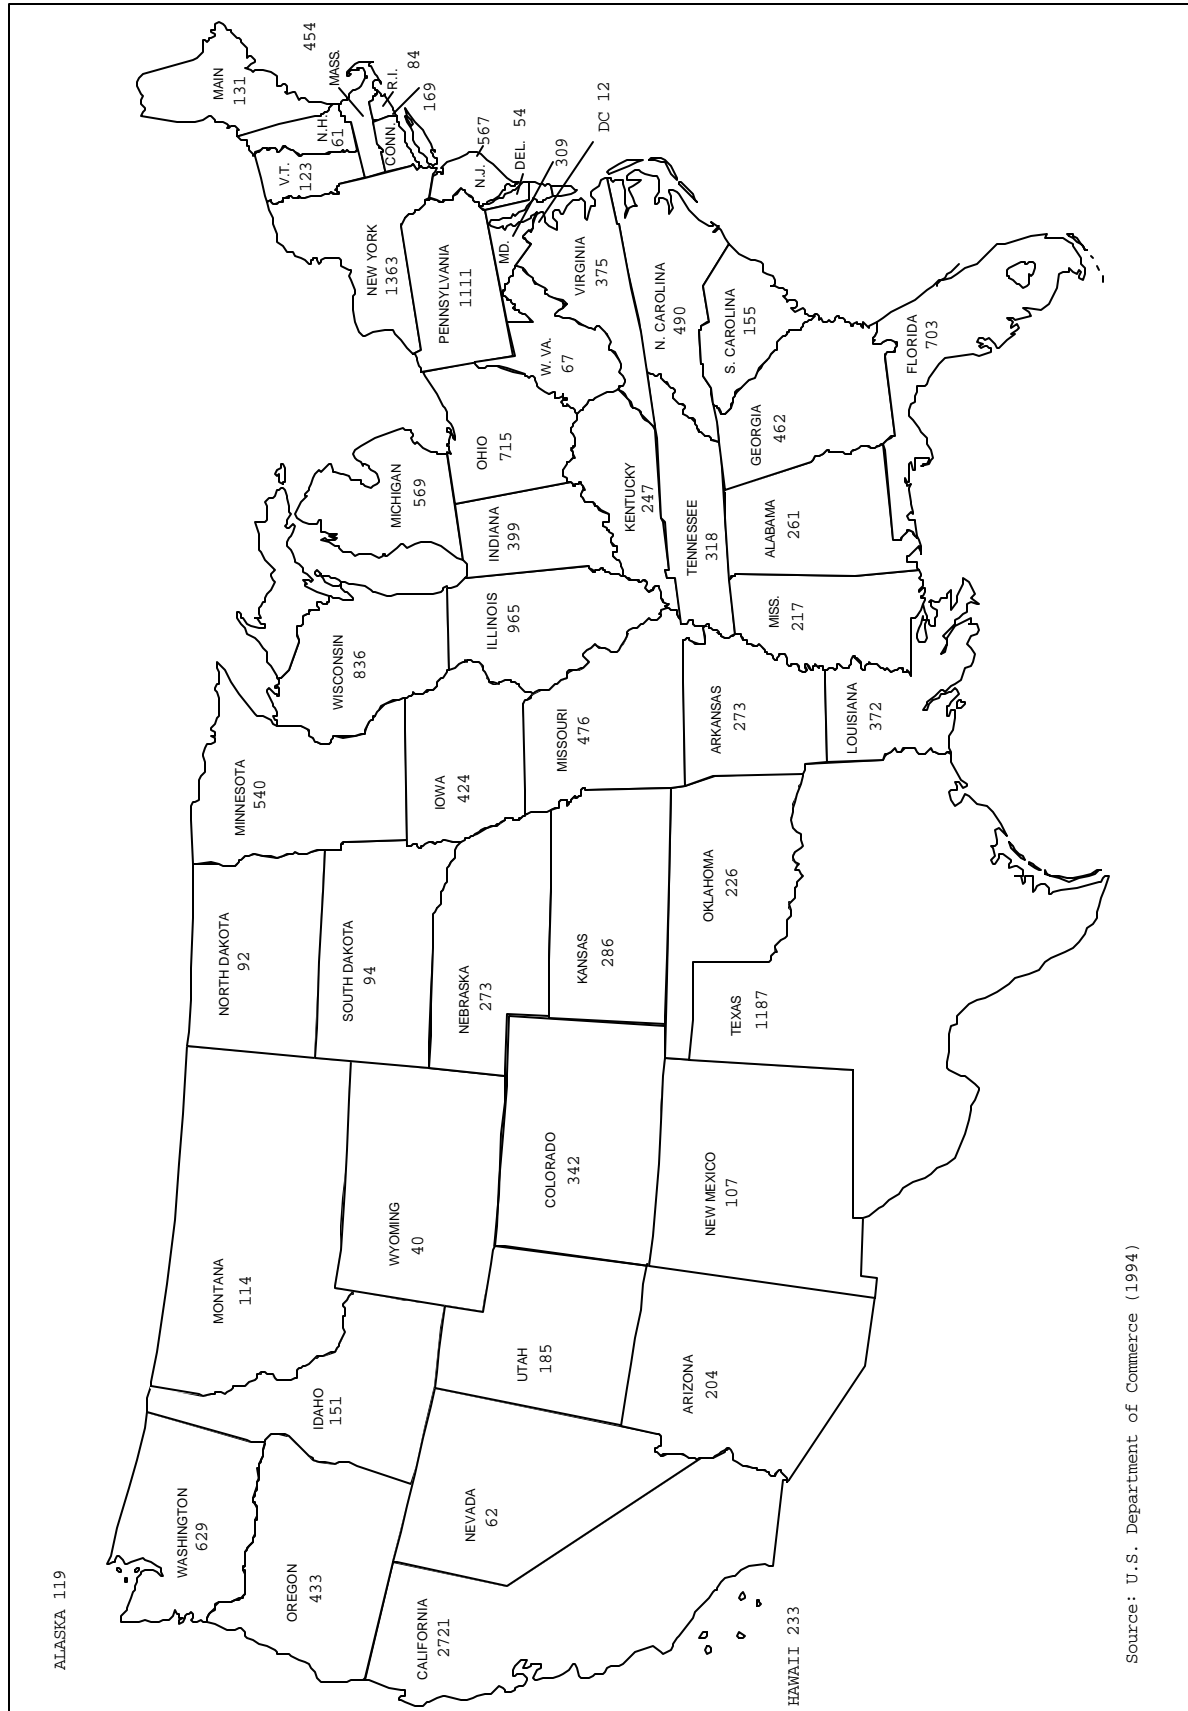 ALASKA 119
WASHINGTON
629
OREGON
433
CALIFORNIA
2721
HAWAII 233
NEVADA
62
IDAHO
151
MONTANA
114
WYOMING
40
UTAH
185
ARIZONA
204
COLORADO
342
NEW MEXICO
107
NORTH DAKOTA
92
SOUTH DAKOTA
94
NEBRASKA
273
KANSAS
286
OKLAHOMA
226
TEXAS
1187
MINNESOTA
540
IOWA
424
MISSOURI
476
ARKANSAS
273
LOUISIANA
372
WISCONSIN
836
ILLINOIS
965
MICHIGAN
569
INDIANA
399
OHIO
715
KENTUCKY
247
TENNESSEE
318
MISS.
217
ALABAMA
261
GEORGIA
462
FLORIDA
703
S. CAROLINA
155
N. CAROLINA
490
VIRGINIA
375
W. VA.
67
MD.
309
DC 12
DEL. 54
PENNSYLVANIA
1111
N.J.
567
NEW YORK
1363
CONN.
169
R.I.
84
MASS.
454
V.T.
123
N.H.
61
MAIN
131
Source: U.S. Department of Commerce (1994)